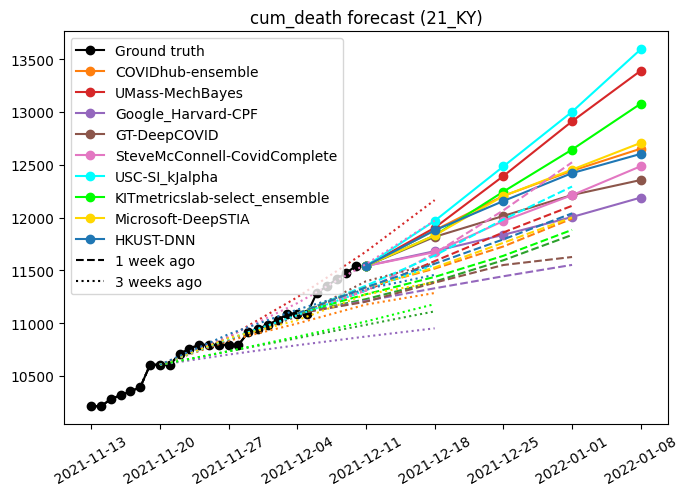 cum_death forecast (21_KY)
13500
13000
12500
12000
11500
11000
10500
Ground truth
COVIDhub-ensemble
UMass-MechBayes
Google_Harvard-CPF
GT-DeepCOVID
SteveMcConnell-CovidComplete
USC-SI_kJalpha
KITmetricslab-select_ensemble
Microsoft-DeepSTIA
HKUST-DNN
1 week ago
3 weeks ago
2021-11-13
2021-11-20
2021-11-27
2021-12-04
2021-12-11
2021-12-18
2021-12-25
2022-01-01
2022-01-08